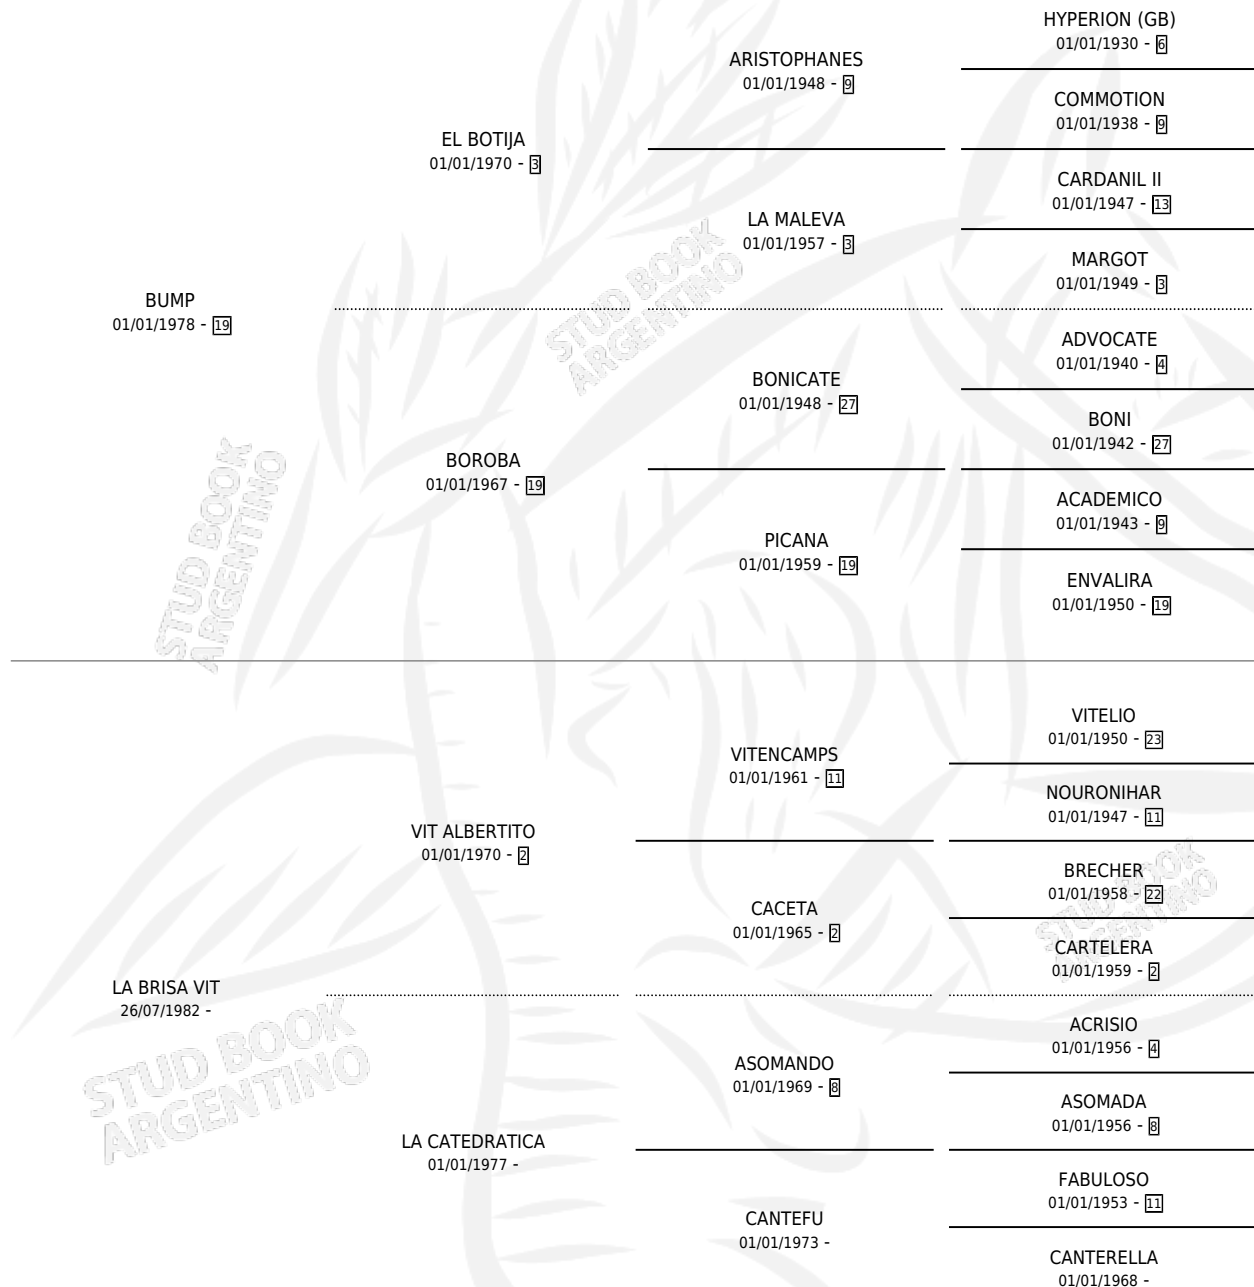 HYPERION (GB)
01/01/1930 - 6
ARISTOPHANES
01/01/1948 - 9
COMMOTION
01/01/1938 - 9
EL BOTIJA
01/01/1970 - 3
CARDANIL II
01/01/1947 - 13
LA MALEVA
01/01/1957 - 3
MARGOT
01/01/1949 - 3
BUMP
01/01/1978 - 19
ADVOCATE
01/01/1940 - 4
BONICATE
01/01/1948 - 27
BONI
01/01/1942 - 27
BOROBA
01/01/1967 - 19
ACADEMICO
01/01/1943 - 9
PICANA
01/01/1959 - 19
ENVALIRA
01/01/1950 - 19
VITELIO
01/01/1950 - 23
VITENCAMPS
01/01/1961 - 11
NOURONIHAR
01/01/1947 - 11
VIT ALBERTITO
01/01/1970 - 2
BRECHER
01/01/1958 - 22
CACETA
01/01/1965 - 2
CARTELERA
01/01/1959 - 2
LA BRISA VIT
26/07/1982 -
ACRISIO
01/01/1956 - 4
ASOMANDO
01/01/1969 - 8
ASOMADA
01/01/1956 - 8
LA CATEDRATICA
01/01/1977 -
FABULOSO
01/01/1953 - 11
CANTEFU
01/01/1973 -
CANTERELLA
01/01/1968 -
STUD BOOK
ARGENTINO
STUD BOOK
ARGENTINO
STUD BOOK
ARGENTINO
STUD BOOK
ARGENTINO